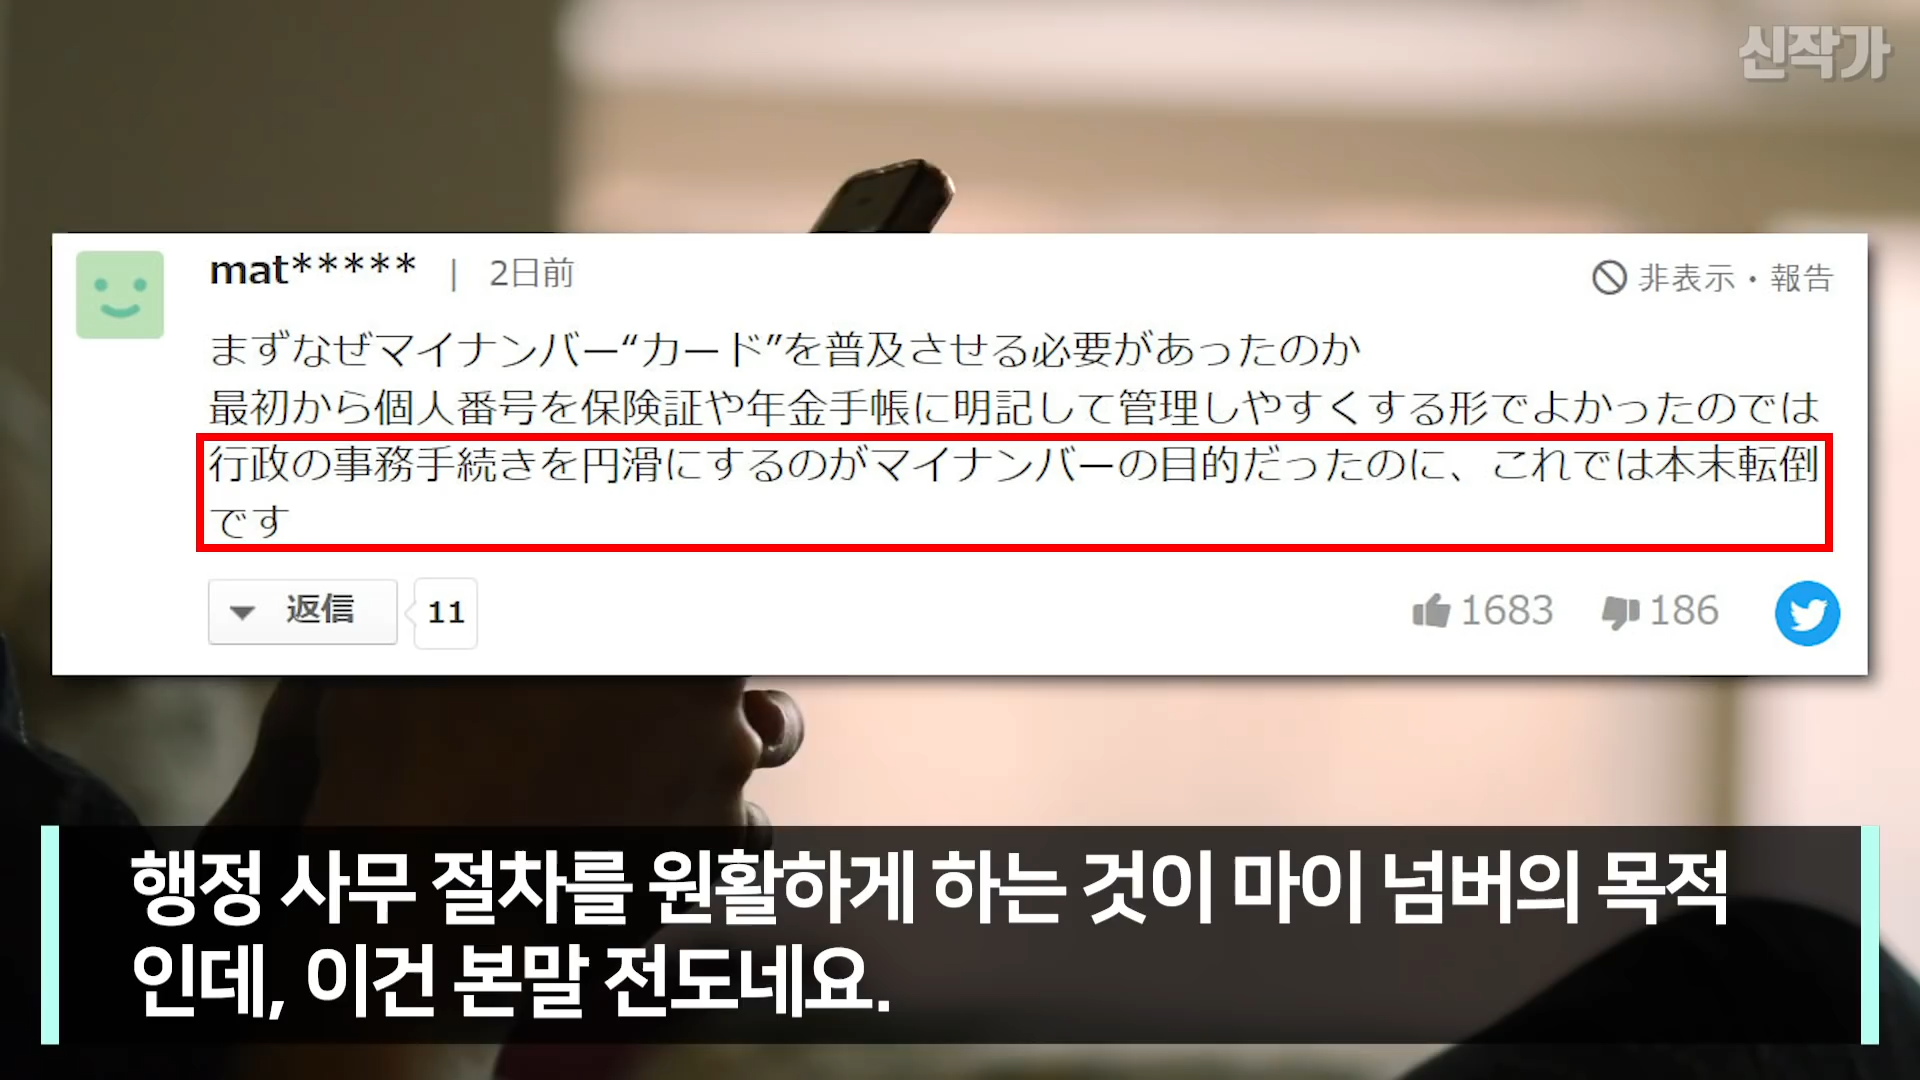 신작가
mat***** | 2日前
非表示・報告
まずなぜマイナンバー“カード”を普及させる必要があったのか
最初から個人番号を保険証や年金手帳に明記して管理しやすくする形でよかったのでは
行政の事務手続きを円滑にするのがマイナンバーの目的だったのに、これでは本末転倒
です
返信 11
1683 186
행정 사무 절차를 원활하게 하는 것이 마이 넘버의 목적
인데, 이건 본말 전도네요.